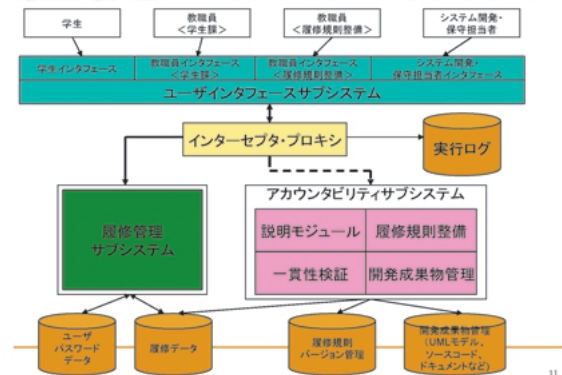 学生
教職員
<学生課>
教職員
<履修規則整備>
システム開発・
保守担当者
学生インタフェース
教職員インタフェース
<学生課>
教職員インタフェース
<履修規則整備>
システム開発・
保守担当者インタフェース
ユーザインタフェースサブシステム
インターセプタ・プロキシ
実行ログ
履修管理
サブシステム
アカウンタビリティサブシステム
説明モジュール
履修規則整備
一貫性検証
開発成果物管理
ユーザ
パスワード
データ
履修データ
履修規則
バージョン管理
開発成果物管理
(UMLモデル、
ソースコード、
ドキュメントなど)
11